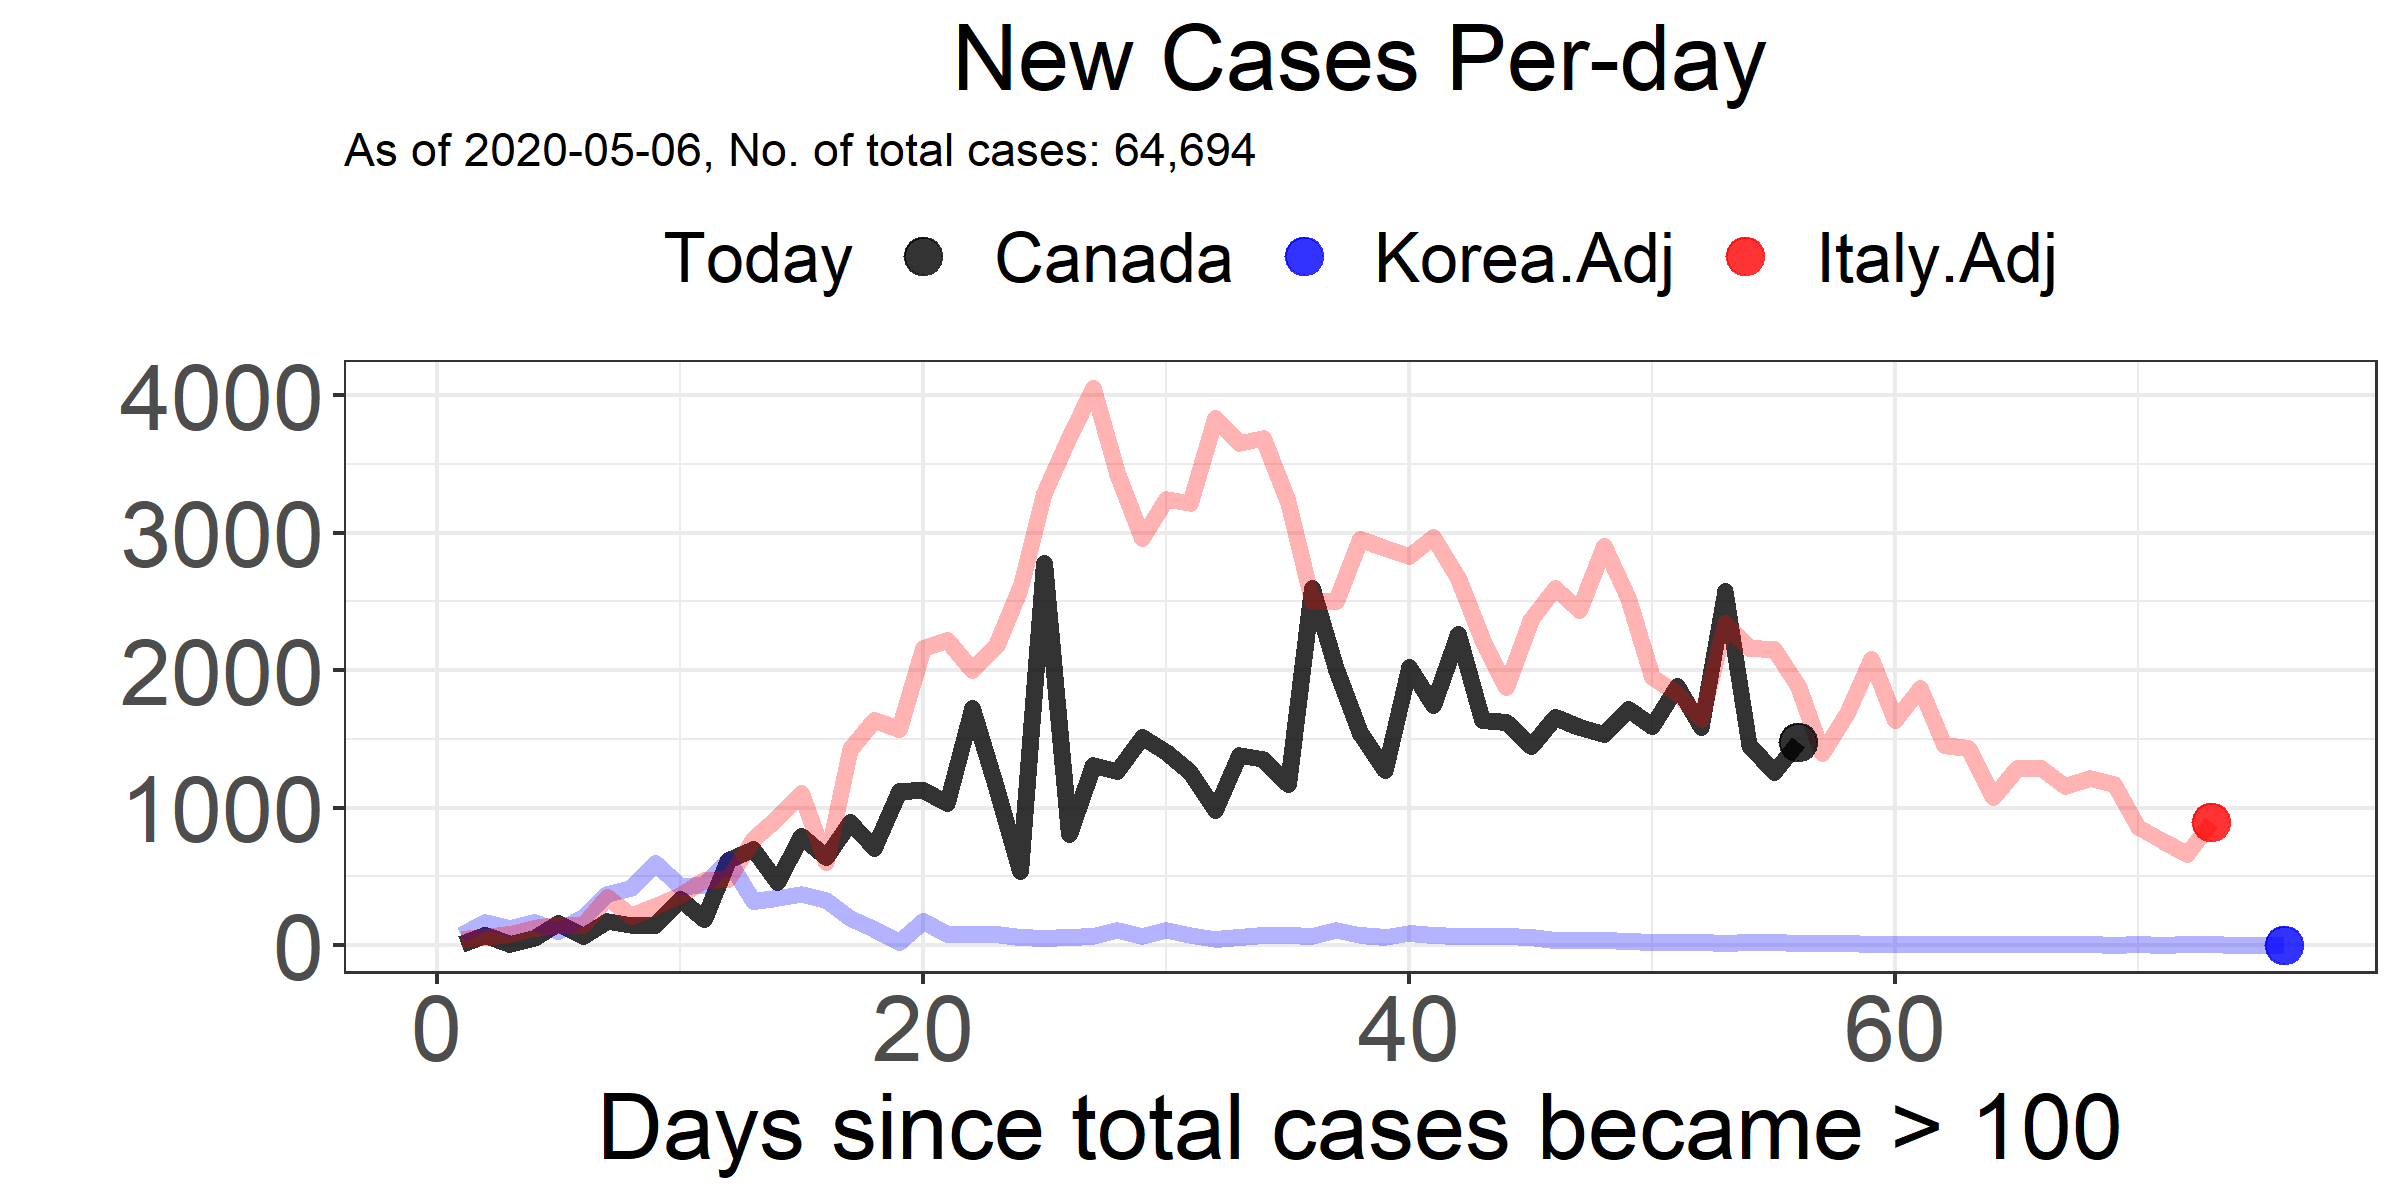 New Cases Per-day
As of 2020-05-06, No. of total cases: 64,694
Today Canada Korea.Adj Italy.Adj
4000
3000
2000
1000
0
0 20 40 60
Days since total cases became > 100